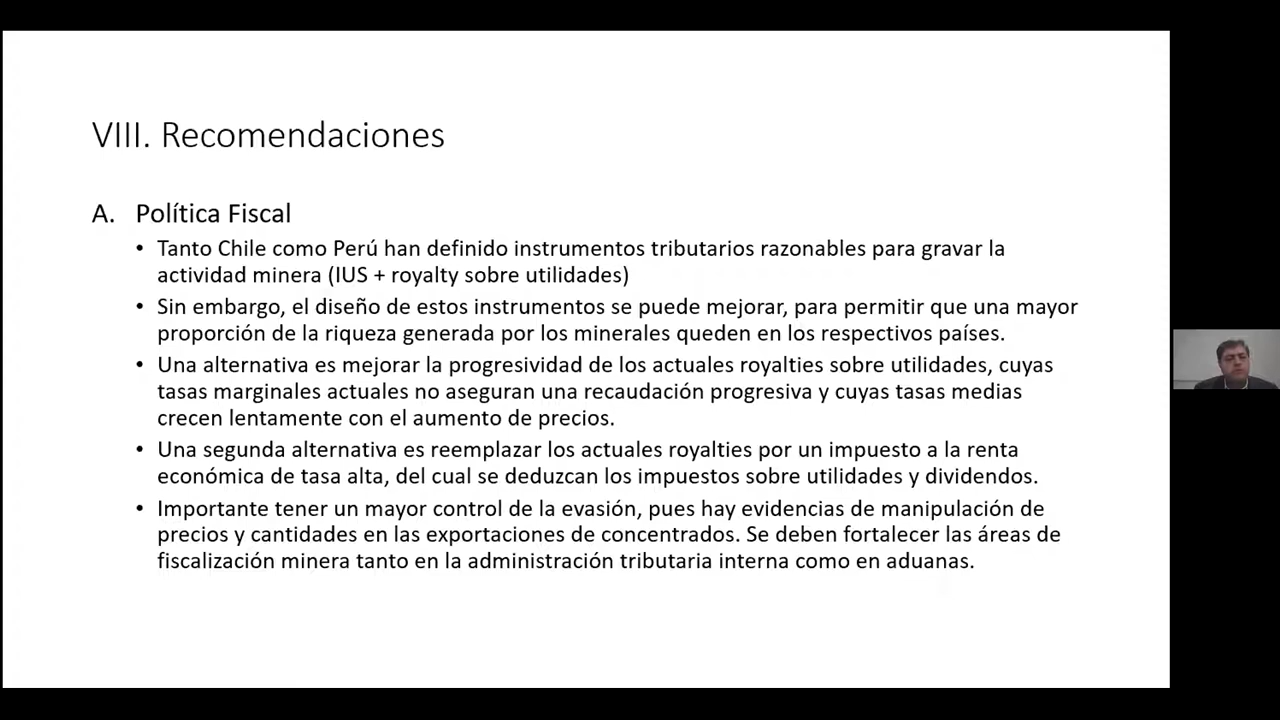 VIII. Recomendaciones
A. Política Fiscal
• Tanto Chile como Perú han definido instrumentos tributarios razonables para gravar la
actividad minera (IUS + royalty sobre utilidades)
• Sin embargo, el diseño de estos instrumentos se puede mejorar, para permitir que una mayor
proporción de la riqueza generada por los minerales queden en los respectivos países.
• Una alternativa es mejorar la progresividad de los actuales royalties sobre utilidades, cuyas
tasas marginales actuales no aseguran una recaudación progresiva y cuyas tasas medias
crecen lentamente con el aumento de precios.
• Una segunda alternativa es reemplazar los actuales royalties por un impuesto a la renta
económica de tasa alta, del cual se deduzcan los impuestos sobre utilidades y dividendos.
• Importante tener un mayor control de la evasión, pues hay evidencias de manipulación de
precios y cantidades en las exportaciones de concentrados. Se deben fortalecer las áreas de
fiscalización minera tanto en la administración tributaria interna como en aduanas.